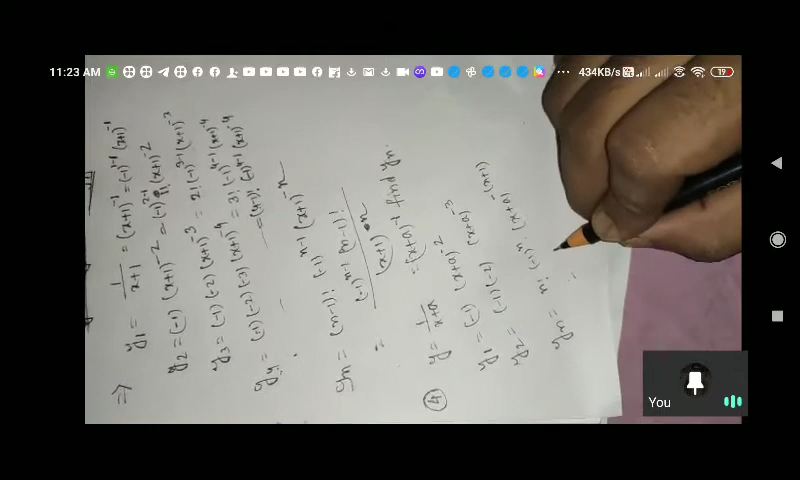 11:23 AM
434KB/s
19
⇒ y₁ = 1/(x+1) = (x+1)⁻¹ = (-1)¹⁻¹ (x+1)⁻¹
y₂ = (-1) (x+1)⁻² = (-1)²⁻¹ 1! (x+1)⁻²
y₃ = (-1) (-2) (x+1)⁻³ = 2! (-1)³⁻¹ (x+1)⁻³
y₄ = (-1) (-2) (-3) (x+1)⁻⁴ = 3! (-1)⁴⁻¹ (x+1)⁻⁴
yₙ = (n-1)! (-1)ⁿ⁻¹ (x+1)⁻ⁿ
= (-1)ⁿ⁻¹ (n-1)! / (x+1)ⁿ
④ y = 1/(x+a) = (x+a)⁻¹ find yₙ.
y₁ = (-1) (x+a)⁻²
y₂ = (-1) (-2) (x+a)⁻³
yₙ = n! (-1)ⁿ. (x+a)⁻⁽ⁿ⁺¹⁾
=
You